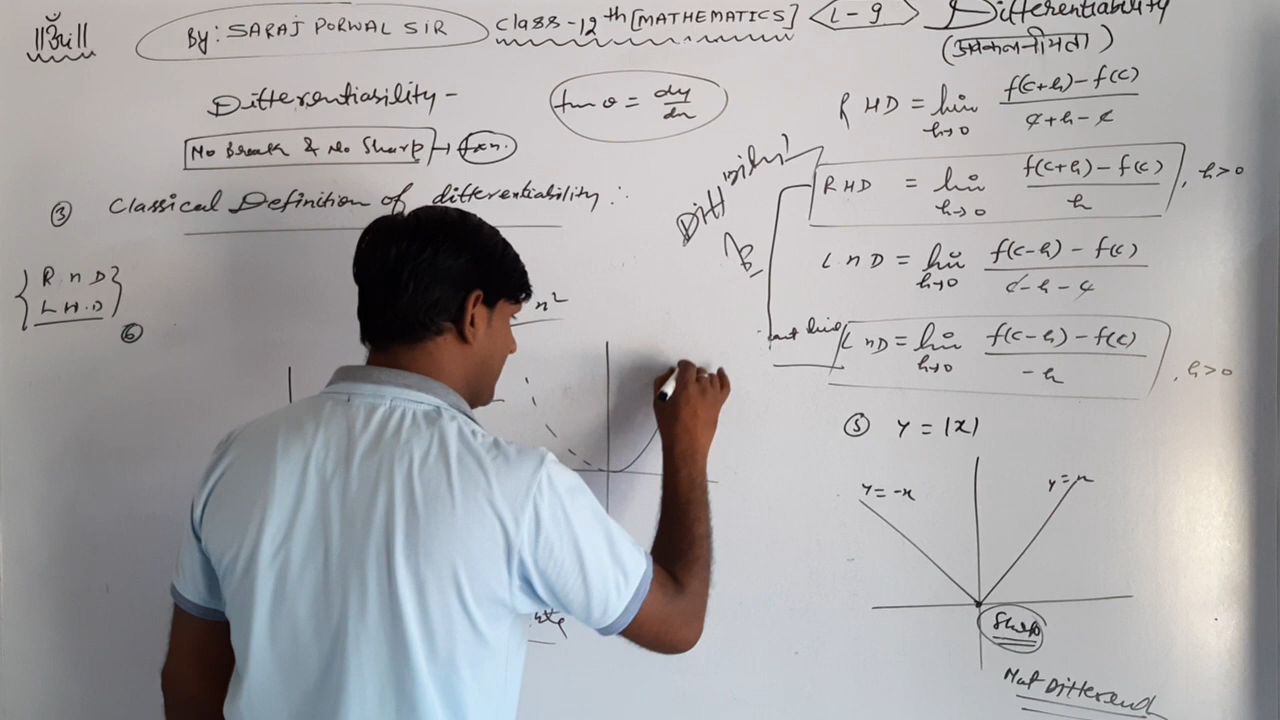 ||ॐ||
By: SARAJ PORWAL SIR
Class-12th [MATHEMATICS]
L-9
Differentiability
(अवकलनीयता)
Differentiability -
tan θ = dy/dx
No Break & No Sharp → fxn.
③ Classical Definition of differentiability :
{ R H D
L H.D }
⑥
x²
RHD = lim h→0 f(c+h) - f(c) / c+h-c
RHD = lim h→0 f(c+h) - f(c) / h , h>0
LHD = lim h→0 f(c-h) - f(c) / c-h-c
LHD = lim h→0 f(c-h) - f(c) / -h , h>0
⑤ Y = |x|
Y = -x
Y = x
Sharp